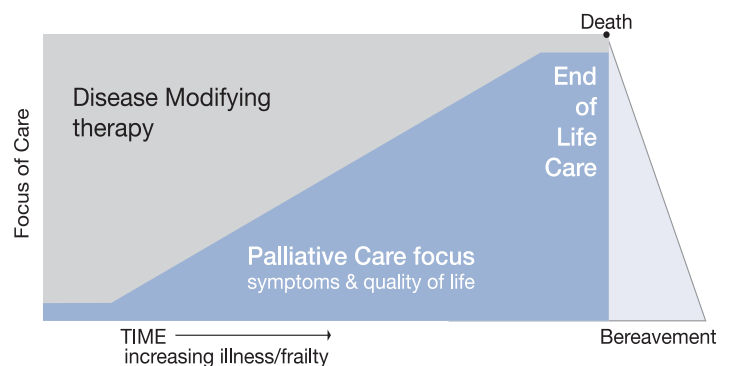 Death
Focus of Care
Disease Modifying
therapy
End
of
Life
Care
Palliative Care focus
symptoms & quality of life
TIME
increasing illness/frailty
Bereavement